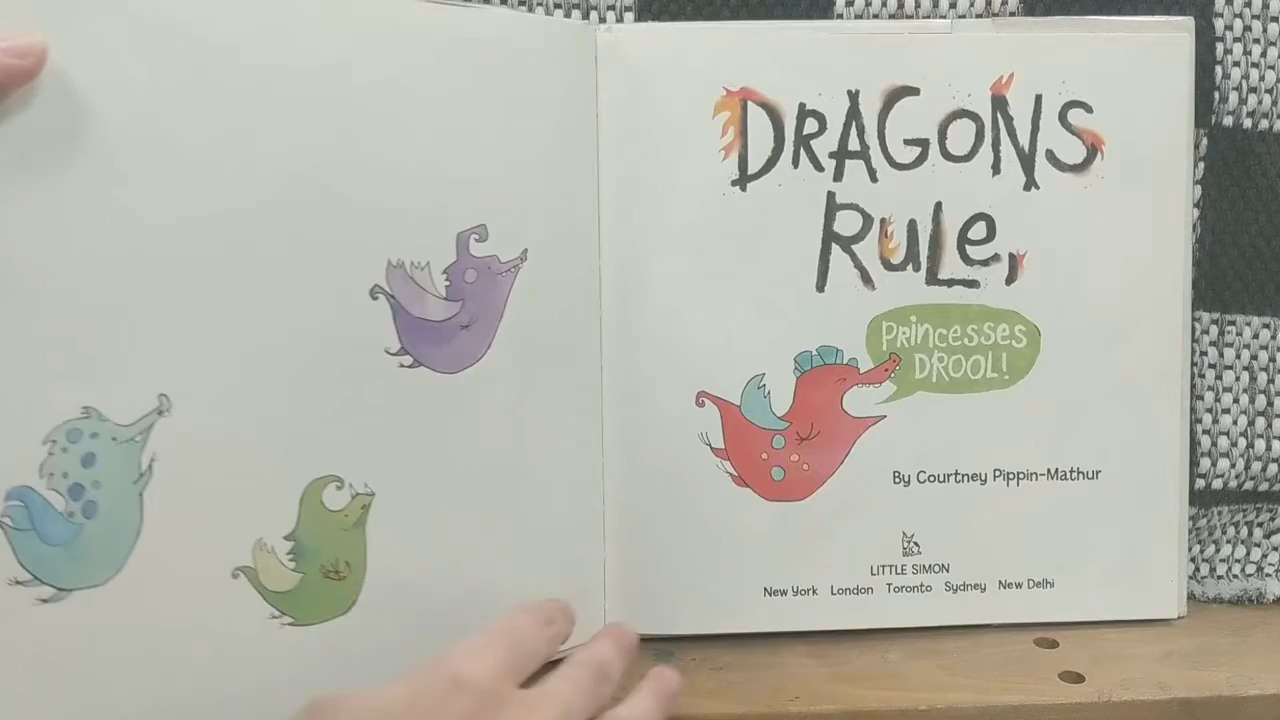 DRAGONS
RULE,
PRINCESSES
DROOL!
By Courtney Pippin-Mathur
LITTLE SIMON
New York London Toronto Sydney New Delhi